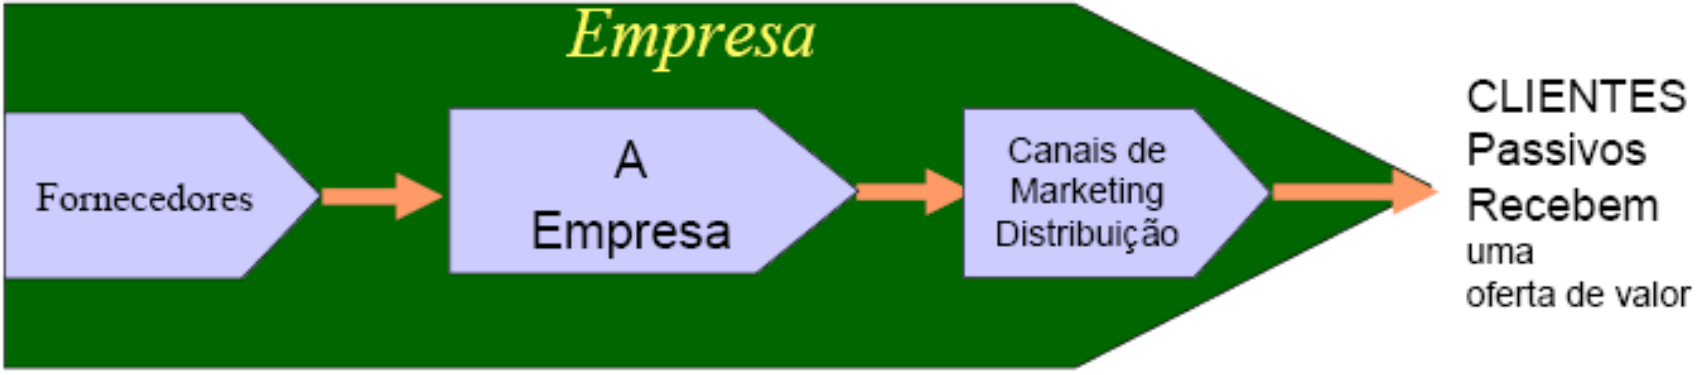 Empresa
Fornecedores
A
Empresa
Canais de
Marketing
Distribuição
CLIENTES
Passivos
Recebem
uma
oferta de valor